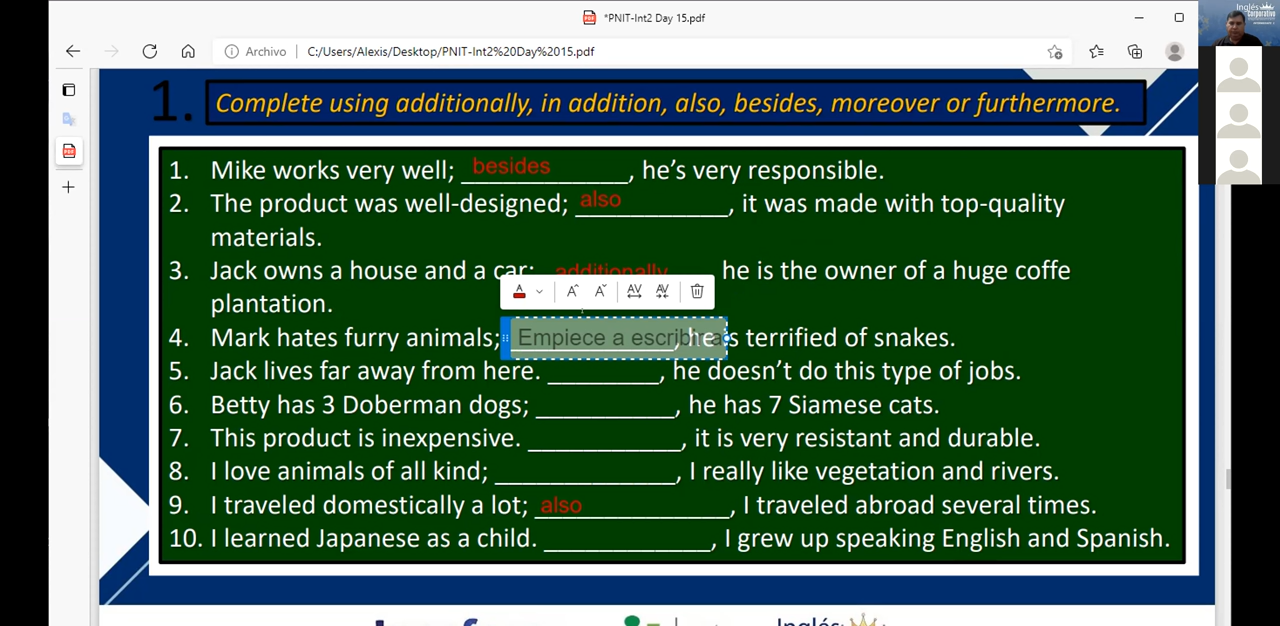 *PNIT-Int2 Day 15.pdf
Inglés
Corporativo
Archivo C:/Users/Alexis/Desktop/PNIT-Int2%20Day%2015.pdf
1. Complete using additionally, in addition, also, besides, moreover or furthermore.
1. Mike works very well; besides, he's very responsible.
2. The product was well-designed; also, it was made with top-quality
materials.
3. Jack owns a house and a car; additionally he is the owner of a huge coffe
plantation.
4. Mark hates furry animals; Empiece a escribir a, he is terrified of snakes.
5. Jack lives far away from here. __________, he doesn't do this type of jobs.
6. Betty has 3 Doberman dogs; ____________, he has 7 Siamese cats.
7. This product is inexpensive. _____________, it is very resistant and durable.
8. I love animals of all kind; ________________, I really like vegetation and rivers.
9. I traveled domestically a lot; also, I traveled abroad several times.
10. I learned Japanese as a child. ______________, I grew up speaking English and Spanish.
Inglés